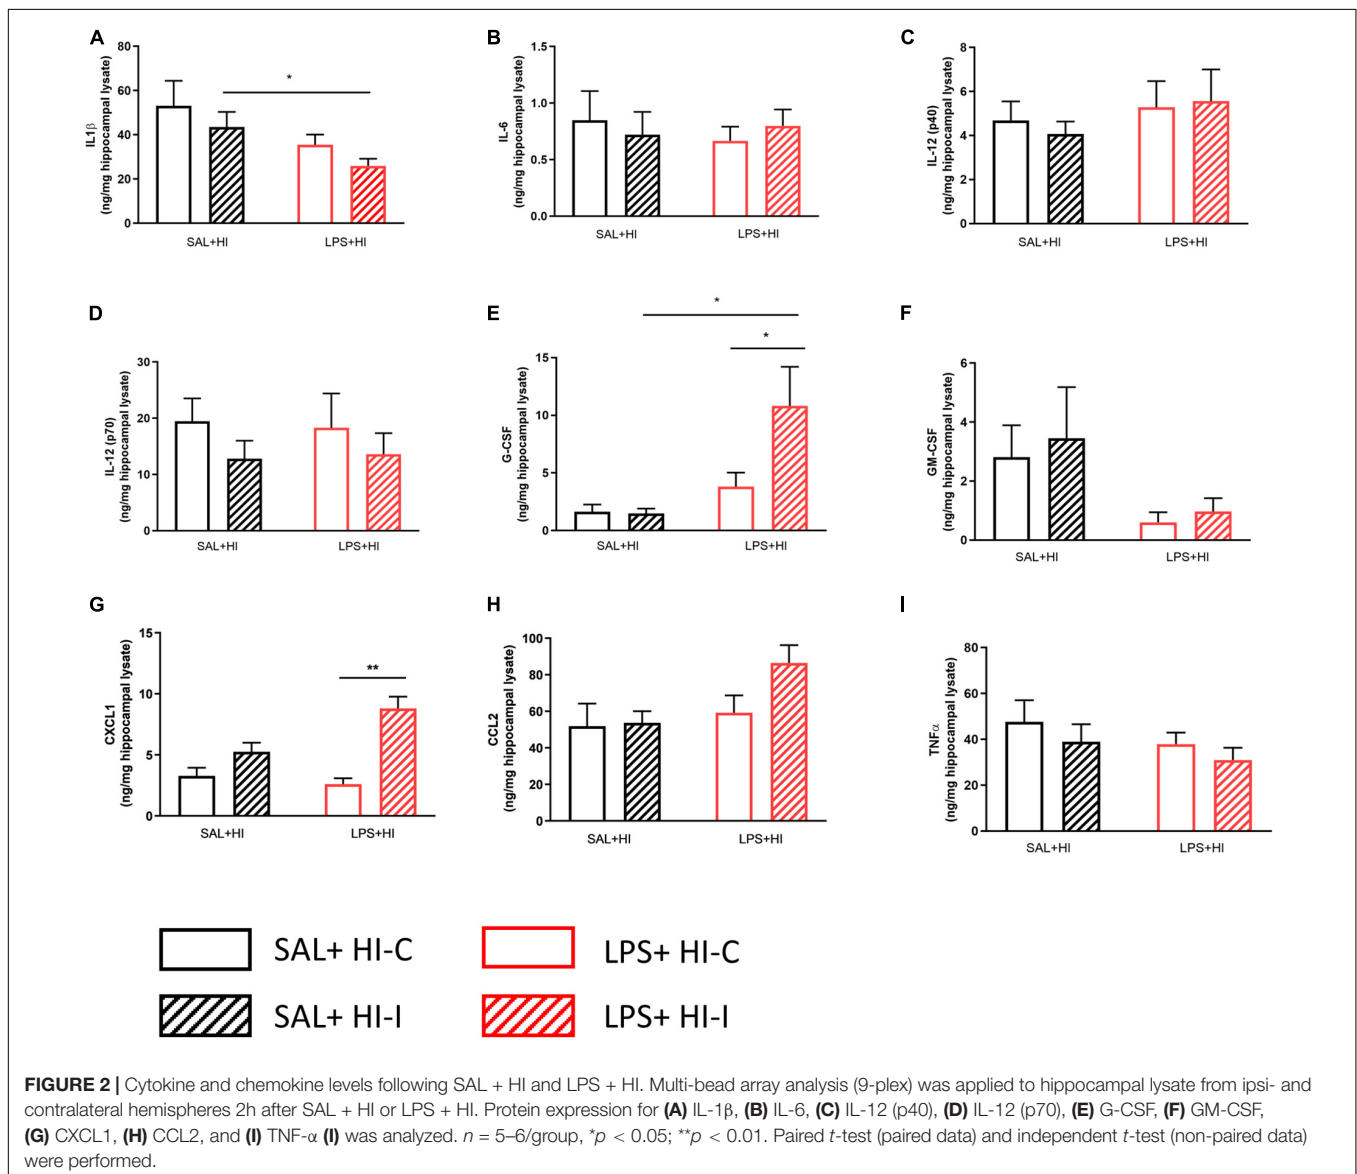 A
IL1β
(ng/mg hippocampal lysate)
80
60
40
20
0
*
SAL+HI
LPS+HI
B
IL-6
(ng/mg hippocampal lysate)
1.5
1.0
0.5
0.0
SAL+HI
LPS+HI
C
IL-12 (p40)
(ng/mg hippocampal lysate)
8
6
4
2
0
SAL+HI
LPS+HI
D
IL-12 (p70)
(ng/mg hippocampal lysate)
30
20
10
0
SAL+HI
LPS+HI
E
G-CSF
(ng/mg hippocampal lysate)
15
10
5
0
*
*
SAL+HI
LPS+HI
F
GM-CSF
(ng/mg hippocampal lysate)
6
4
2
0
SAL+HI
LPS+HI
G
CXCL1
(ng/mg hippocampal lysate)
15
10
5
0
**
SAL+HI
LPS+HI
H
CCL2
(ng/mg hippocampal lysate)
100
80
60
40
20
0
SAL+HI
LPS+HI
I
TNFα
(ng/mg hippocampal lysate)
80
60
40
20
0
SAL+HI
LPS+HI
SAL+ HI-C
LPS+ HI-C
SAL+ HI-I
LPS+ HI-I
FIGURE 2 | Cytokine and chemokine levels following SAL + HI and LPS + HI. Multi-bead array analysis (9-plex) was applied to hippocampal lysate from ipsi- and
contralateral hemispheres 2h after SAL + HI or LPS + HI. Protein expression for (A) IL-1β, (B) IL-6, (C) IL-12 (p40), (D) IL-12 (p70), (E) G-CSF, (F) GM-CSF,
(G) CXCL1, (H) CCL2, and (I) TNF-α (I) was analyzed. n = 5–6/group, *p < 0.05; **p < 0.01. Paired t-test (paired data) and independent t-test (non-paired data)
were performed.